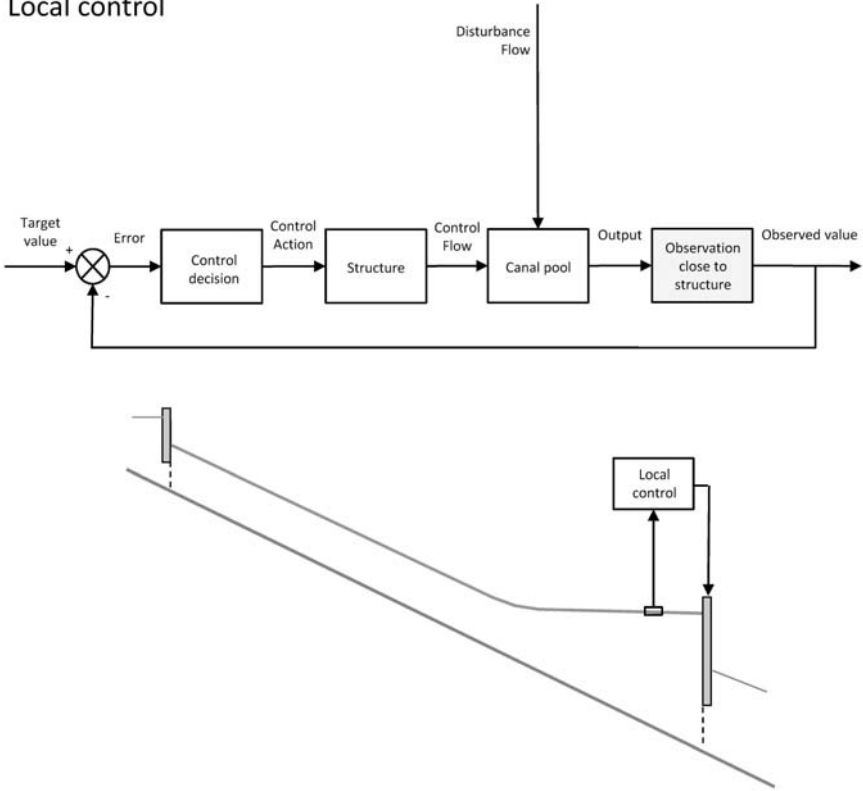 Local control
Disturbance
Flow
Target
value
+
-
Error
Control
decision
Control
Action
Structure
Control
Flow
Canal pool
Output
Observation
close to
structure
Observed value
Local
control